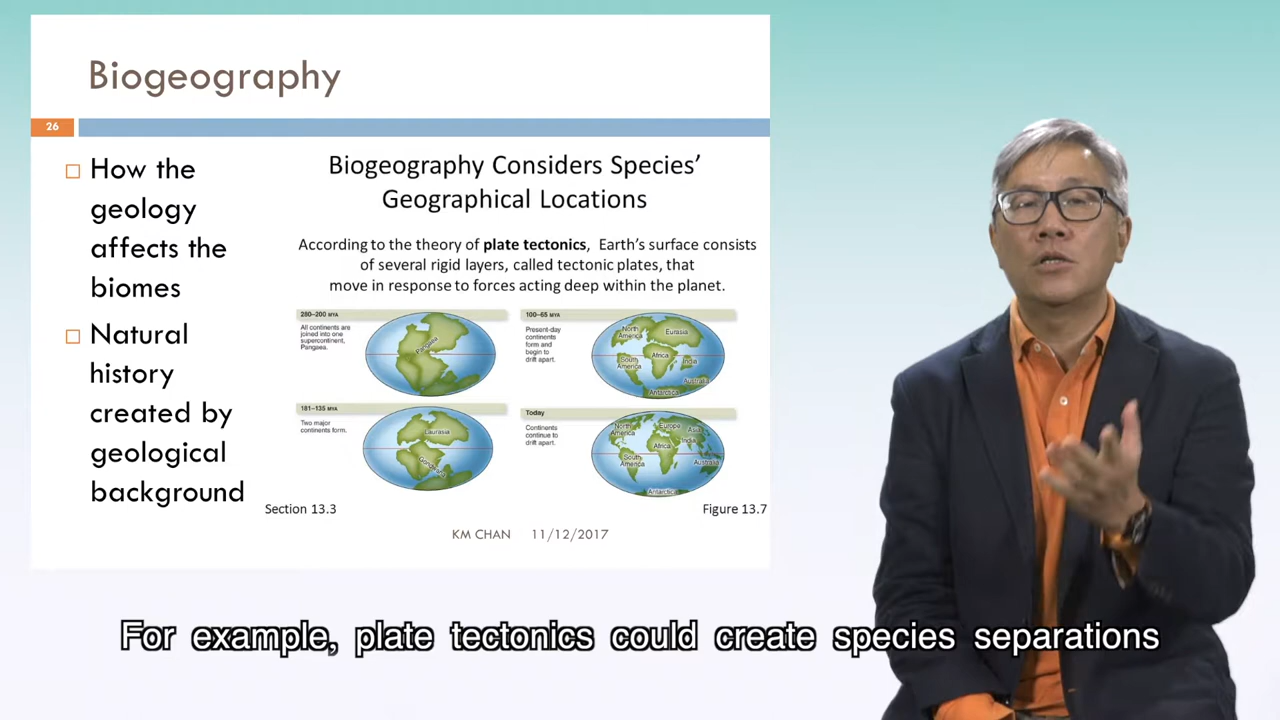 Biogeography
26
How the
geology
affects the
biomes
Natural
history
created by
geological
background
Biogeography Considers Species’
Geographical Locations
According to the theory of plate tectonics, Earth’s surface consists
of several rigid layers, called tectonic plates, that
move in response to forces acting deep within the planet.
280–200 MYA
All continents are
joined into one
supercontinent,
Pangaea.
Pangaea
100–65 MYA
Present-day
continents
form and
begin to
drift apart.
North
America
Eurasia
Africa
South
America
India
Australia
Antarctica
181–135 MYA
Two major
continents form.
Laurasia
Gondwana
Today
Continents
continue to
drift apart.
North
America
Europe
Asia
Africa
India
South
America
Australia
Antarctica
Section 13.3
Figure 13.7
KM CHAN 11/12/2017
For example, plate tectonics could create species separations